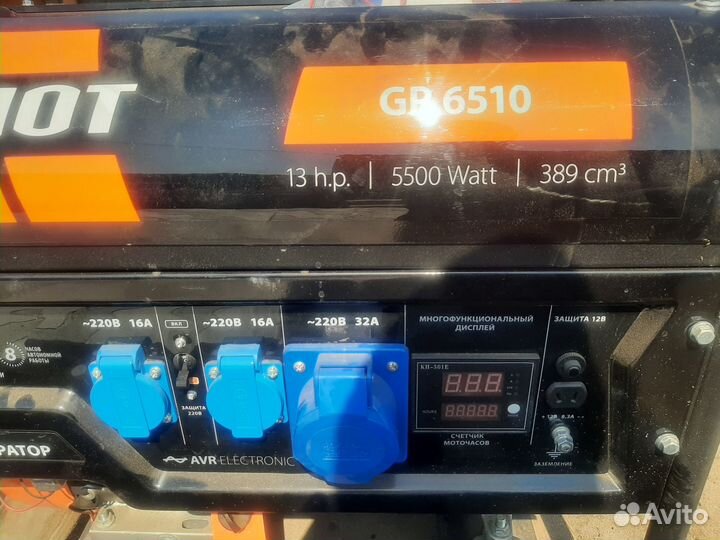 ИОТ
GP 6510
13 h.p. | 5500 Watt | 389 cm³
~220В 16А
ВКЛ
~220В 16А
~220В 32А
МНОГОФУНКЦИОНАЛЬНЫЙ
ДИСПЛЕЙ
ЗАЩИТА 12В
8 ЧАСОВ
АВТОНОМНОЙ
РАБОТЫ
KH-501E
HOURS
ЗАЩИТА
220В
+ 12В 8,3А -
СЧЕТЧИК
МОТОЧАСОВ
РАТОР
AVR ELECTRONIC
ЗАЗЕМЛЕНИЕ
Avito